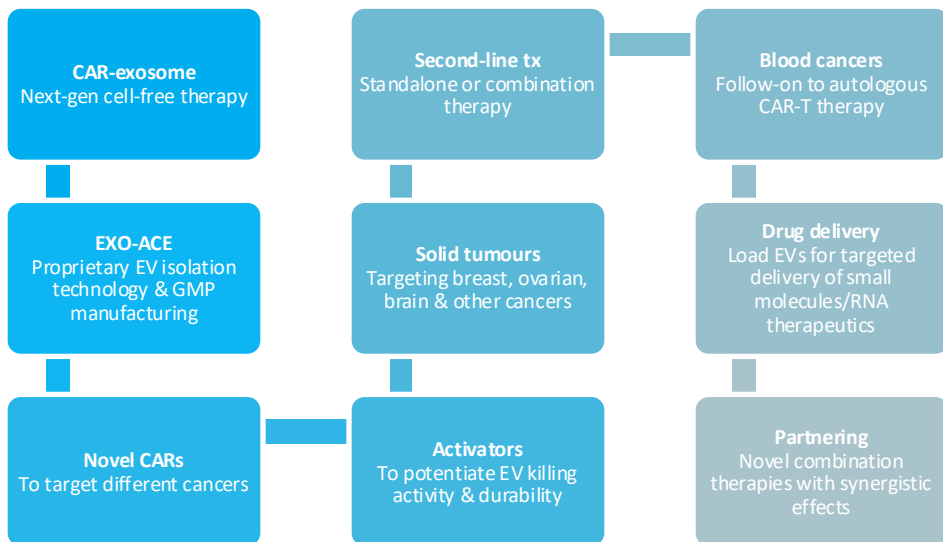 CAR-exosome
Next-gen cell-free therapy
EXO-ACE
Proprietary EV isolation
technology & GMP
manufacturing
Novel CARs
To target different cancers
Activators
To potentiate EV killing
activity & durability
Solid tumours
Targeting breast, ovarian,
brain & other cancers
Second-line tx
Standalone or combination
therapy
Blood cancers
Follow-on to autologous
CAR-T therapy
Drug delivery
Load EVs for targeted
delivery of small
molecules/RNA
therapeutics
Partnering
Novel combination
therapies with synergistic
effects